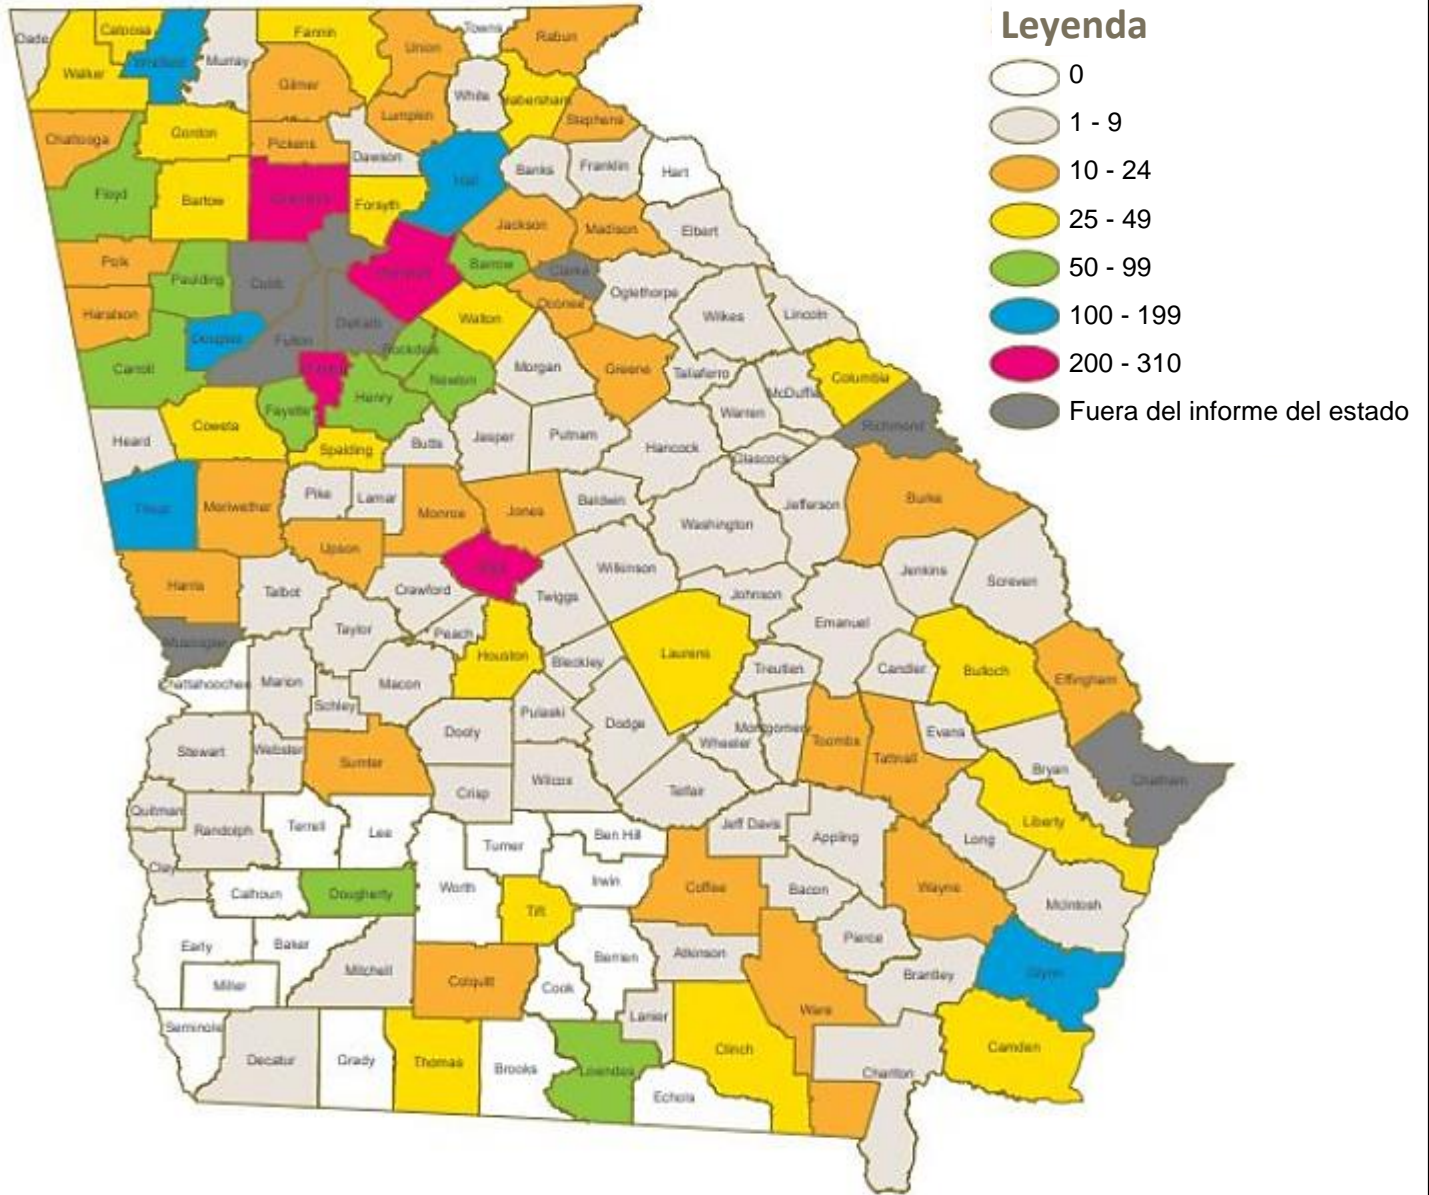 Leyenda
0
1 - 9
10 - 24
25 - 49
50 - 99
100 - 199
200 - 310
Fuera del informe del estado
Dade
Catoosa
Walker
Whitfield
Murray
Fannin
Gilmer
Union
Towns
Rabun
White
Habersham
Stephens
Lumpkin
Chattooga
Gordon
Pickens
Dawson
Hall
Banks
Franklin
Hart
Floyd
Bartow
Forsyth
Jackson
Madison
Elbert
Polk
Paulding
Cobb
Barrow
Clarke
Oconee
Oglethorpe
Wilkes
Lincoln
Haralson
Douglas
Fulton
DeKalb
Rockdale
Walton
Morgan
Greene
Taliaferro
McDuffie
Columbia
Carroll
Fayette
Henry
Newton
Warren
Richmond
Heard
Coweta
Spalding
Butts
Jasper
Putnam
Hancock
Glascock
Jefferson
Burke
Troup
Meriwether
Pike
Lamar
Monroe
Jones
Baldwin
Washington
Upson
Harris
Talbot
Crawford
Twiggs
Wilkinson
Johnson
Jenkins
Screven
Muscogee
Taylor
Peach
Houston
Bleckley
Laurens
Treutlen
Emanuel
Candler
Bulloch
Effingham
Chattahoochee
Marion
Schley
Macon
Dooly
Pulaski
Dodge
Wheeler
Montgomery
Toombs
Tattnall
Evans
Bryan
Chatham
Stewart
Webster
Sumter
Crisp
Wilcox
Telfair
Jeff Davis
Appling
Long
Liberty
Quitman
Randolph
Terrell
Lee
Turner
Ben Hill
Irwin
Coffee
Bacon
Wayne
McIntosh
Clay
Calhoun
Dougherty
Worth
Tift
Pierce
Early
Baker
Mitchell
Colquitt
Cook
Berrien
Atkinson
Ware
Brantley
Glynn
Miller
Seminole
Decatur
Grady
Thomas
Brooks
Lowndes
Lanier
Echols
Clinch
Charlton
Camden